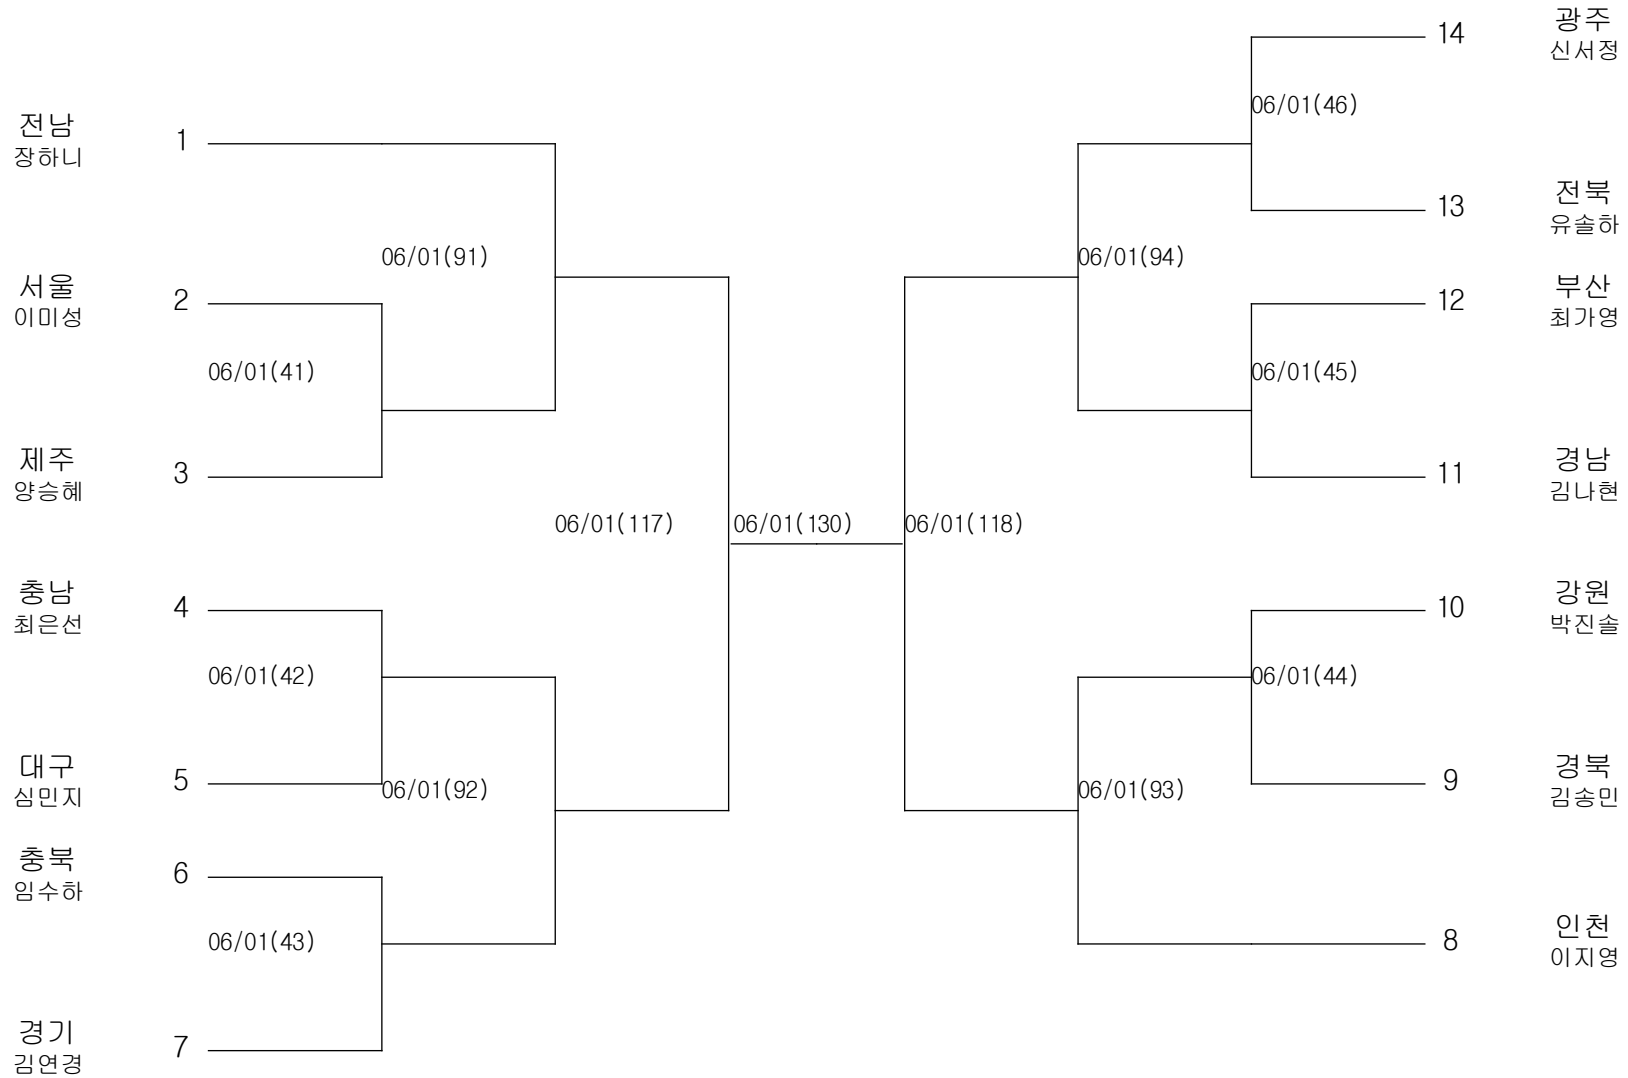 전남
장하니
1
06/01(91)
서울
이미성
2
06/01(41)
제주
양승혜
3
06/01(117)
충남
최은선
4
06/01(42)
대구
심민지
5
06/01(92)
충북
임수하
6
06/01(43)
경기
김연경
7
06/01(130)
14
광주
신서정
06/01(46)
13
전북
유솔하
06/01(94)
12
부산
최가영
06/01(45)
11
경남
김나현
06/01(118)
10
강원
박진솔
06/01(44)
9
경북
김송민
06/01(93)
8
인천
이지영